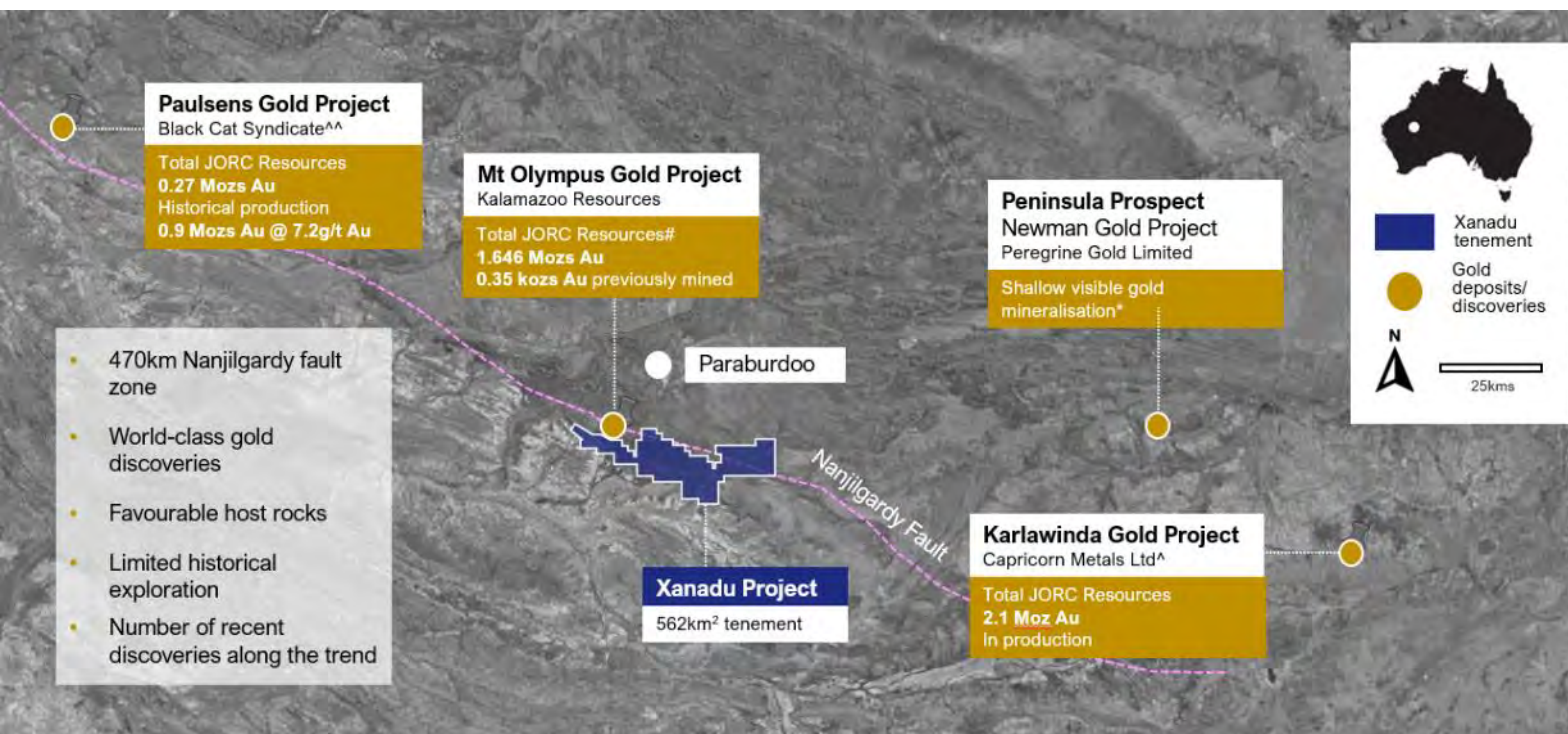 Paulsens Gold Project
Black Cat Syndicate^^
Total JORC Resources
0.27 Mozs Au
Historical production
0.9 Mozs Au @ 7.2g/t Au
Mt Olympus Gold Project
Kalamazoo Resources
Total JORC Resources#
1.646 Mozs Au
0.35 kozs Au previously mined
Peninsula Prospect
Newman Gold Project
Peregrine Gold Limited
Shallow visible gold
mineralisation*
Xanadu
tenement
Gold
deposits/
discoveries
N
25kms
470km Nanjilgardy fault
zone
World-class gold
discoveries
Favourable host rocks
Limited historical
exploration
Number of recent
discoveries along the trend
Paraburdoo
Nanjilgardy Fault
Xanadu Project
562km² tenement
Karlawinda Gold Project
Capricorn Metals Ltd^
Total JORC Resources
2.1 Moz Au
In production